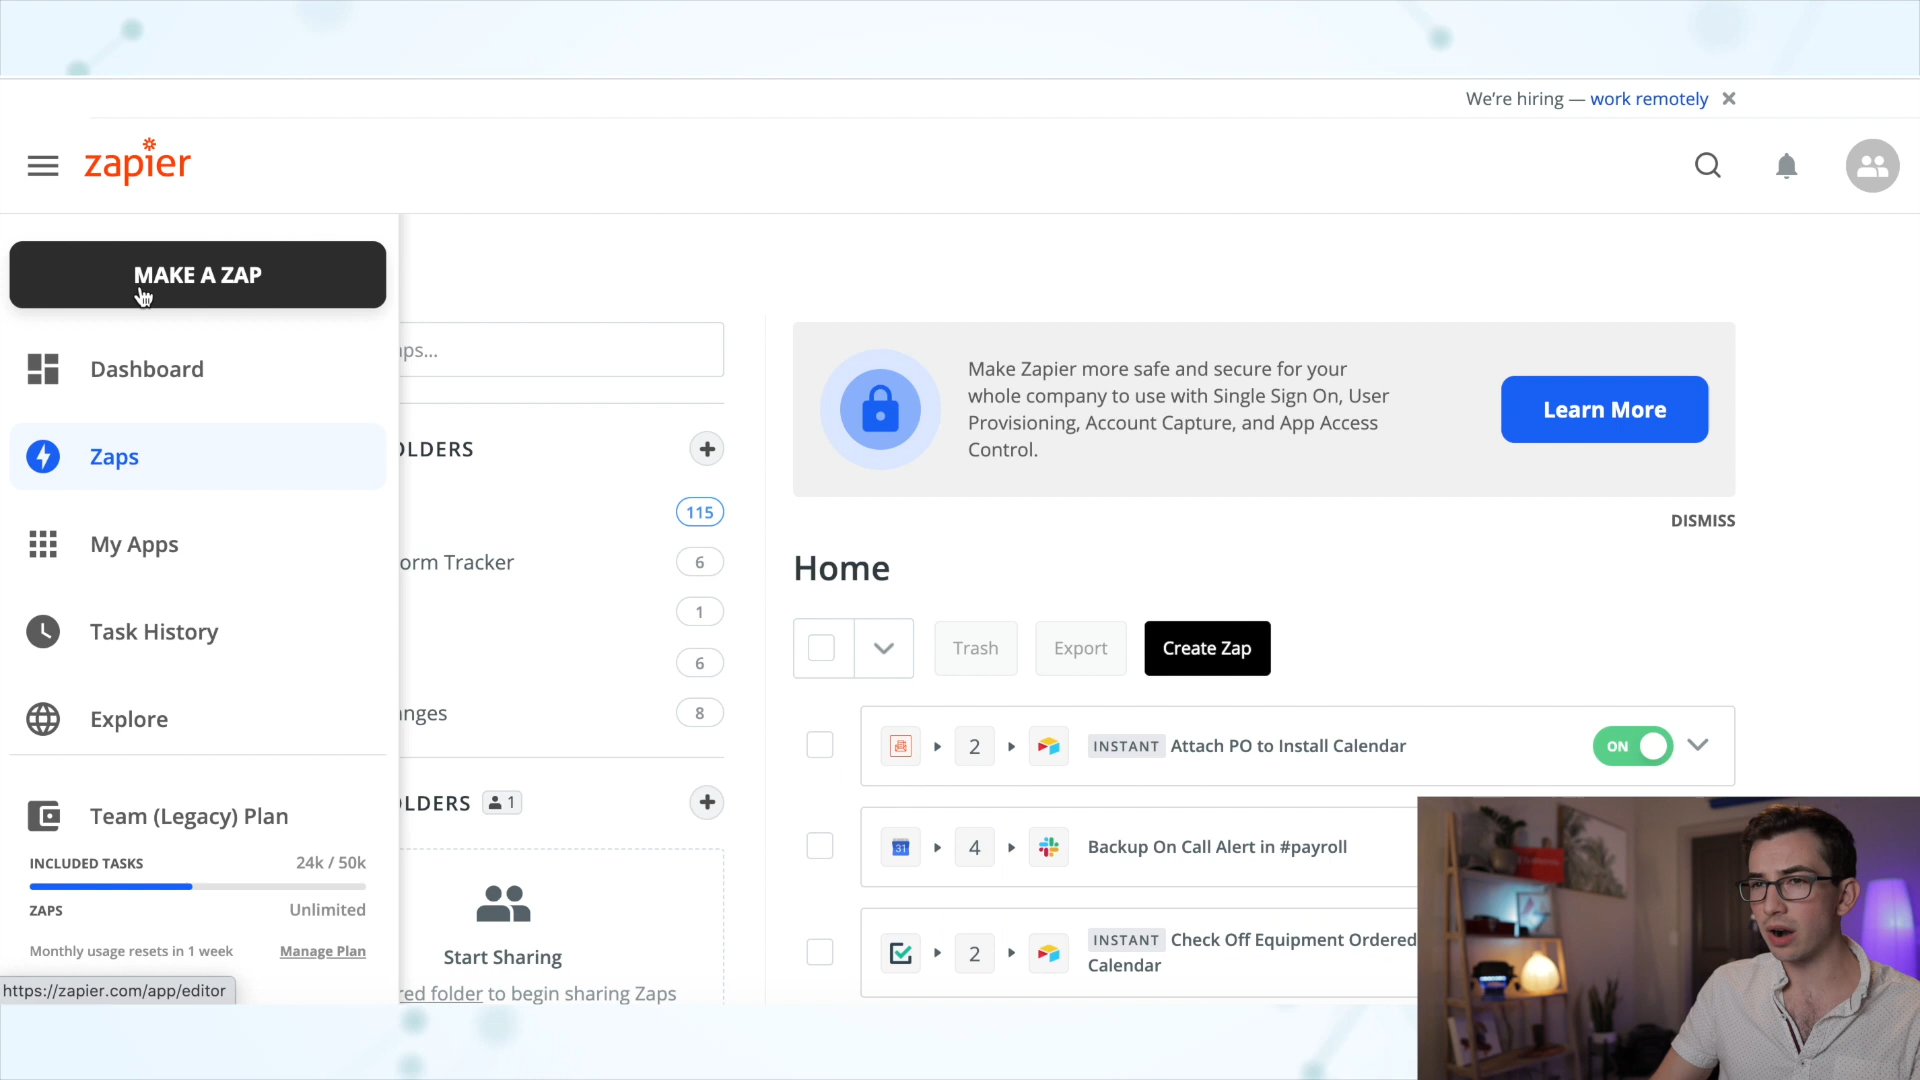 We're hiring — work remotely
zapier
MAKE A ZAP
Dashboard
Zaps
My Apps
Task History
Explore
Team (Legacy) Plan
INCLUDED TASKS 24k / 50k
ZAPS Unlimited
Monthly usage resets in 1 week Manage Plan
https://zapier.com/app/editor
ps...
OLDERS
115
orm Tracker 6
1
6
nges 8
LDERS 1
Start Sharing
red folder to begin sharing Zaps
Make Zapier more safe and secure for your
whole company to use with Single Sign On, User
Provisioning, Account Capture, and App Access
Control.
Learn More
DISMISS
Home
Trash Export Create Zap
2 INSTANT Attach PO to Install Calendar ON
31 4 Backup On Call Alert in #payroll
2 INSTANT Check Off Equipment Ordered
Calendar